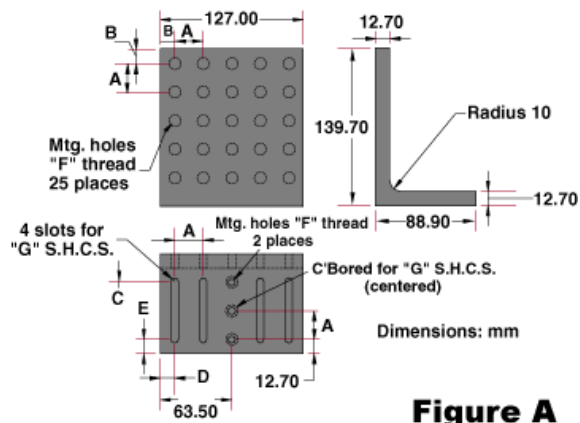 127.00
12.70
B
B
A
A
139.70
Radius 10
Mtg. holes
"F" thread
25 places
12.70
88.90
4 slots for
"G" S.H.C.S.
A
Mtg. holes "F" thread
2 places
C'Bored for "G" S.H.C.S.
(centered)
C
E
A
Dimensions: mm
D
12.70
63.50
Figure A